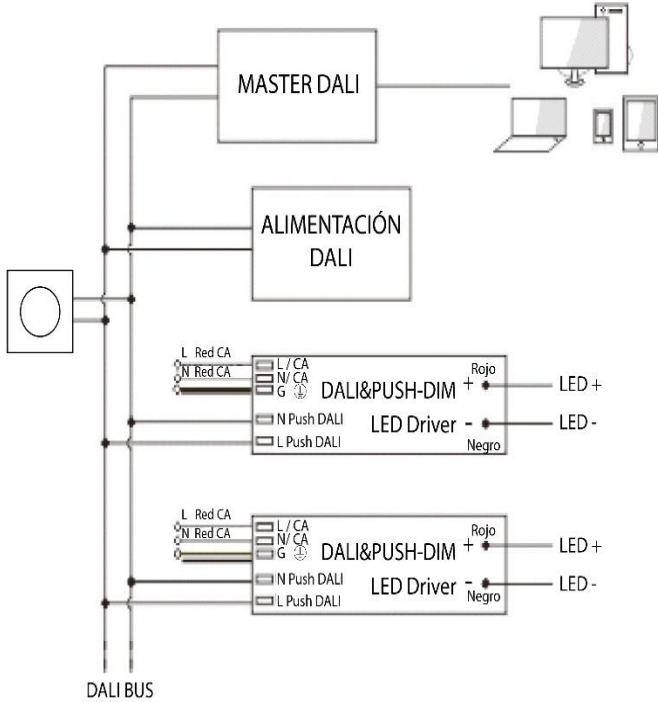 MASTER DALI
ALIMENTACIÓN
DALI
L Red CA
N Red CA
L / CA
N/ CA
G
DALI&PUSH-DIM
LED Driver
N Push DALI
L Push DALI
Rojo
+
-
Negro
LED +
LED -
L Red CA
N Red CA
L / CA
N/ CA
G
DALI&PUSH-DIM
LED Driver
N Push DALI
L Push DALI
Rojo
+
-
Negro
LED +
LED -
DALI BUS